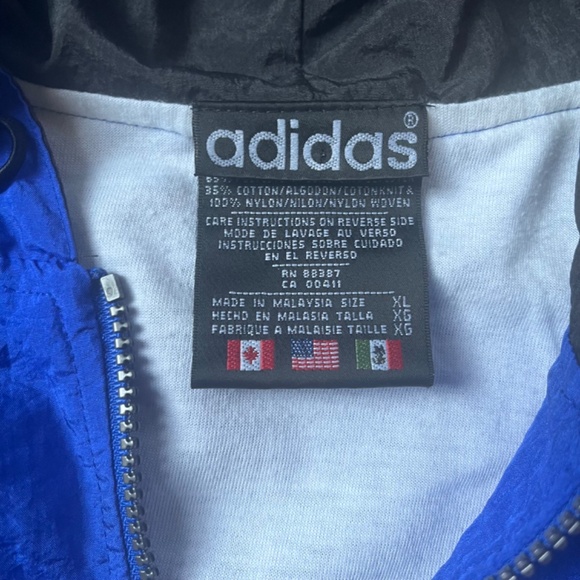 adidas®
35% COTTON/ALGODON/COTONKNIT &
100% NYLON/NILON/NYLON WOVEN
CARE INSTRUCTIONS ON REVERSE SIDE
MODE DE LAVAGE AU VERSO
INSTRUCCIONES SOBRE CUIDADO
EN EL REVERSO
RN 88387
CA 00411
MADE IN MALAYSIA SIZE XL
HECHO EN MALASIA TALLA XG
FABRIQUE A MALAISIE TAILLE XG